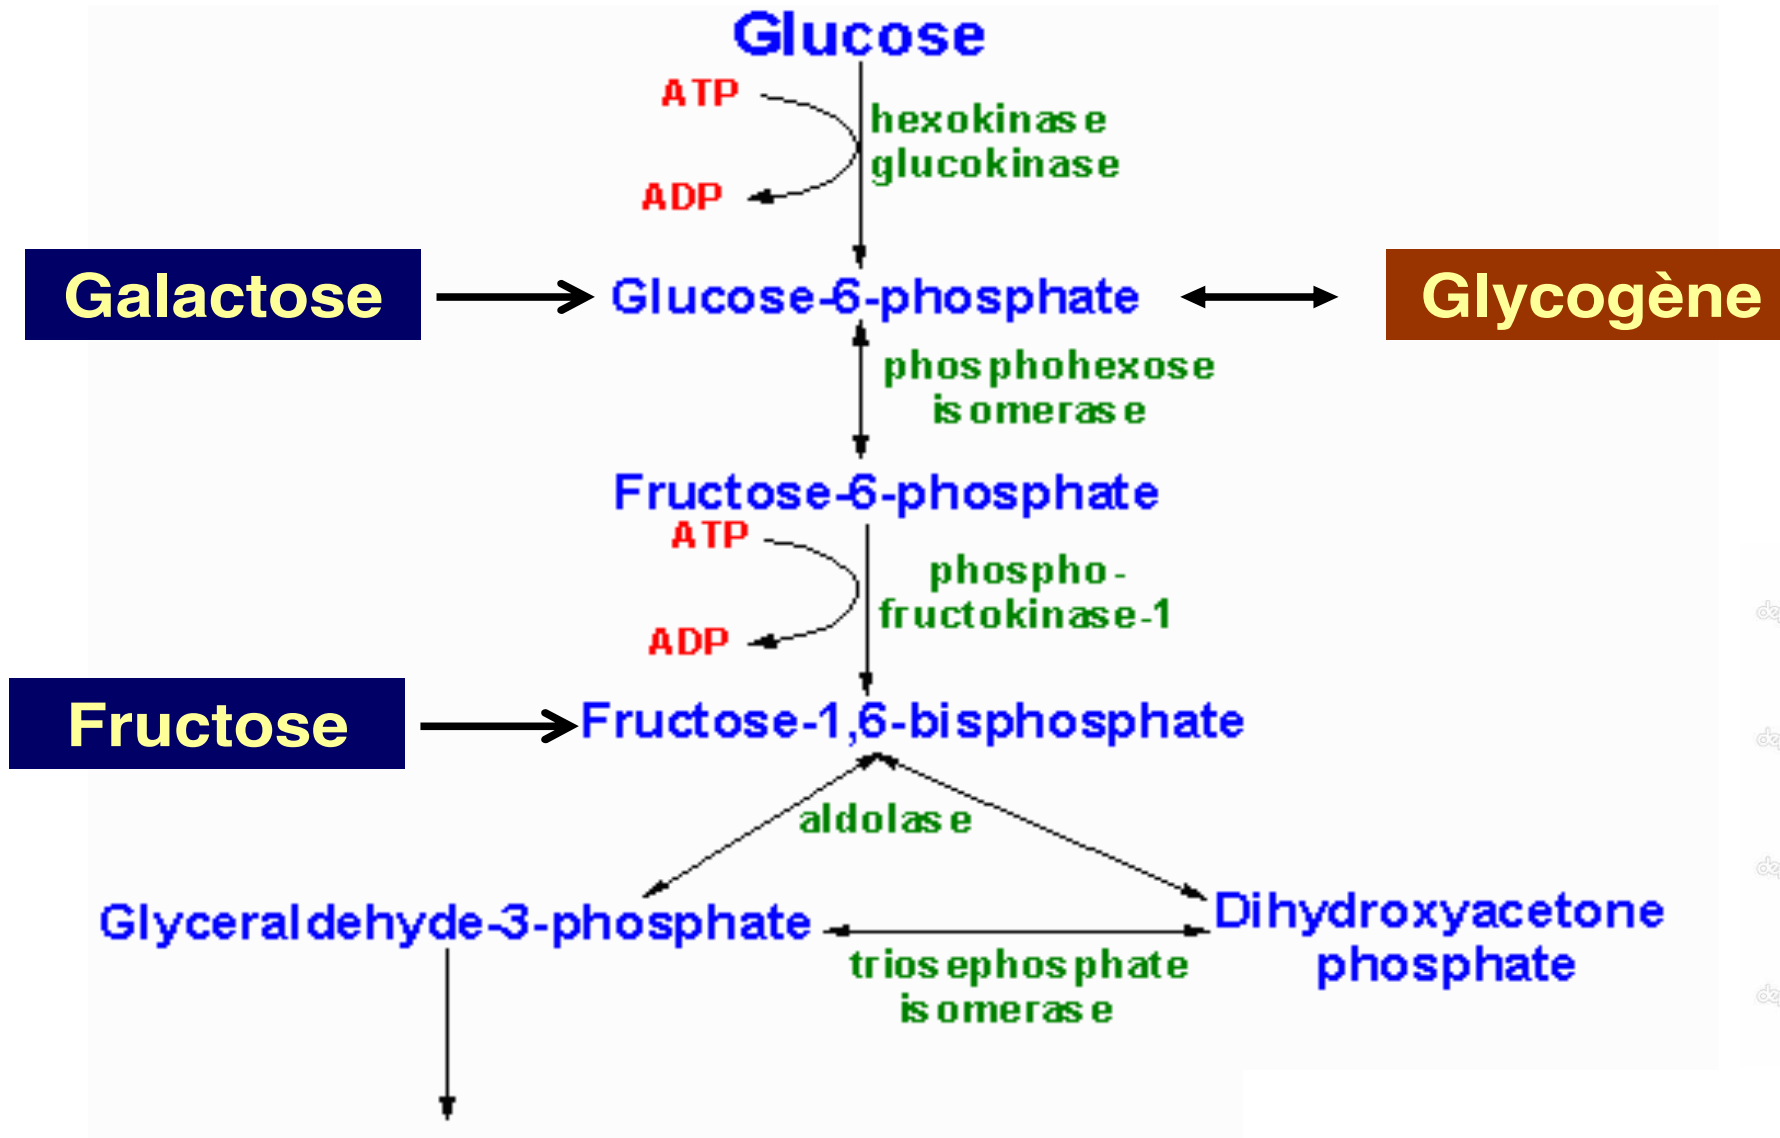 Glucose
ATP
hexokinase
glucokinase
ADP
Galactose
Glucose-6-phosphate
Glycogène
phosphohexose
isomerase
Fructose-6-phosphate
ATP
phospho-
fructokinase-1
ADP
Fructose
Fructose-1,6-bisphosphate
aldolase
Glyceraldehyde-3-phosphate
Dihydroxyacetone
phosphate
triosephosphate
isomerase